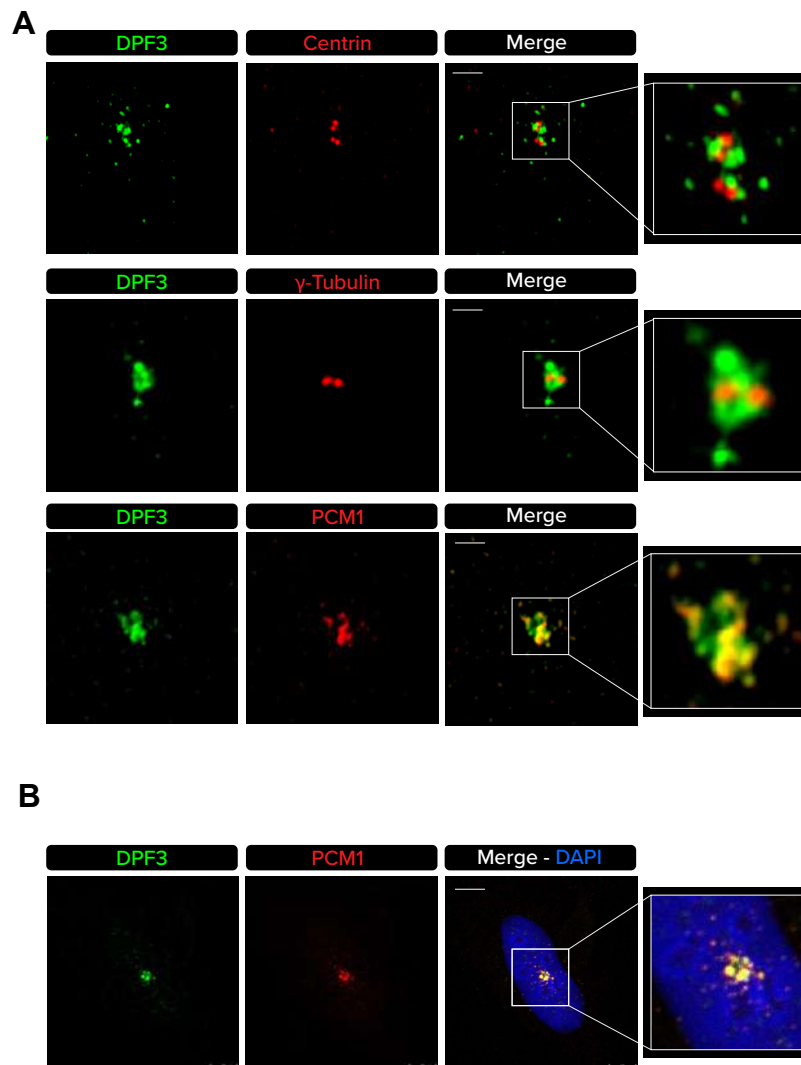 A
DPF3 Centrin Merge
DPF3 γ-Tubulin Merge
DPF3 PCM1 Merge
B
DPF3 PCM1 Merge - DAPI